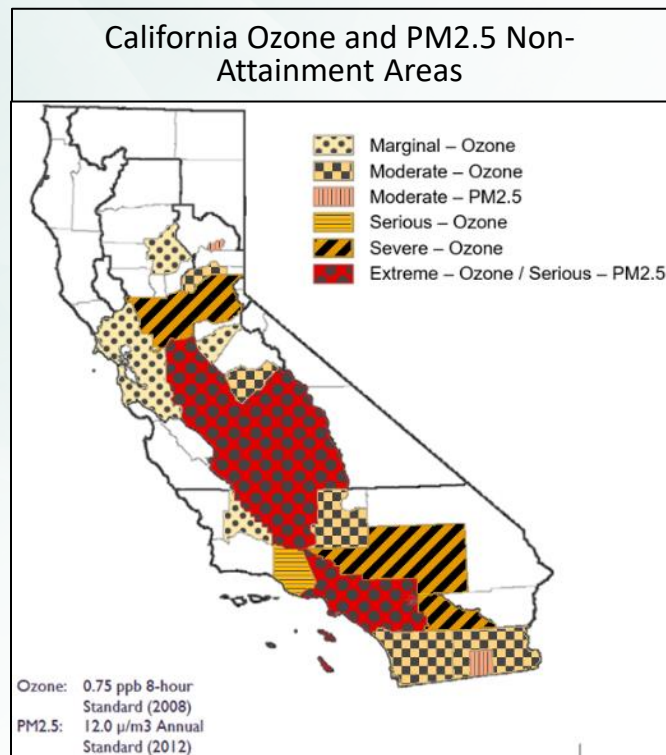 California Ozone and PM2.5 Non-
Attainment Areas
Marginal – Ozone
Moderate – Ozone
Moderate – PM2.5
Serious – Ozone
Severe – Ozone
Extreme – Ozone / Serious – PM2.5
Ozone: 0.75 ppb 8-hour
Standard (2008)
PM2.5: 12.0 µ/m3 Annual
Standard (2012)